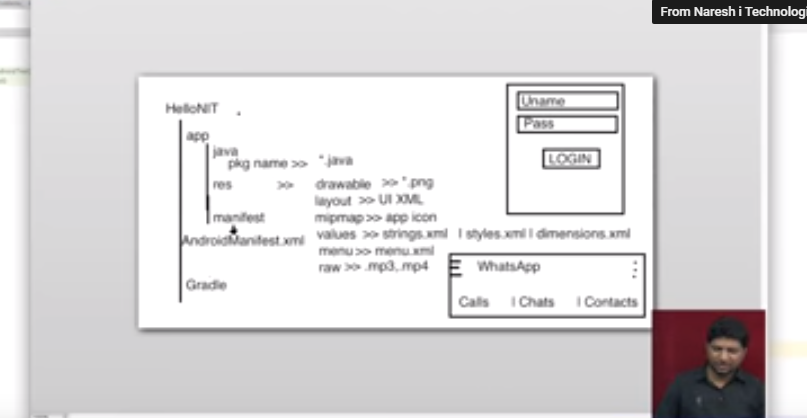 From Naresh i Technologi
HelloNIT
app
java
pkg name >> *.java
res >> drawable >> *.png
layout >> UI XML
manifest
mipmap >> app icon
AndroidManifest.xml
values >> strings.xml | styles.xml | dimensions.xml
menu >> menu.xml
raw >> .mp3,.mp4
Gradle
Uname
Pass
LOGIN
WhatsApp
Calls | Chats | Contacts